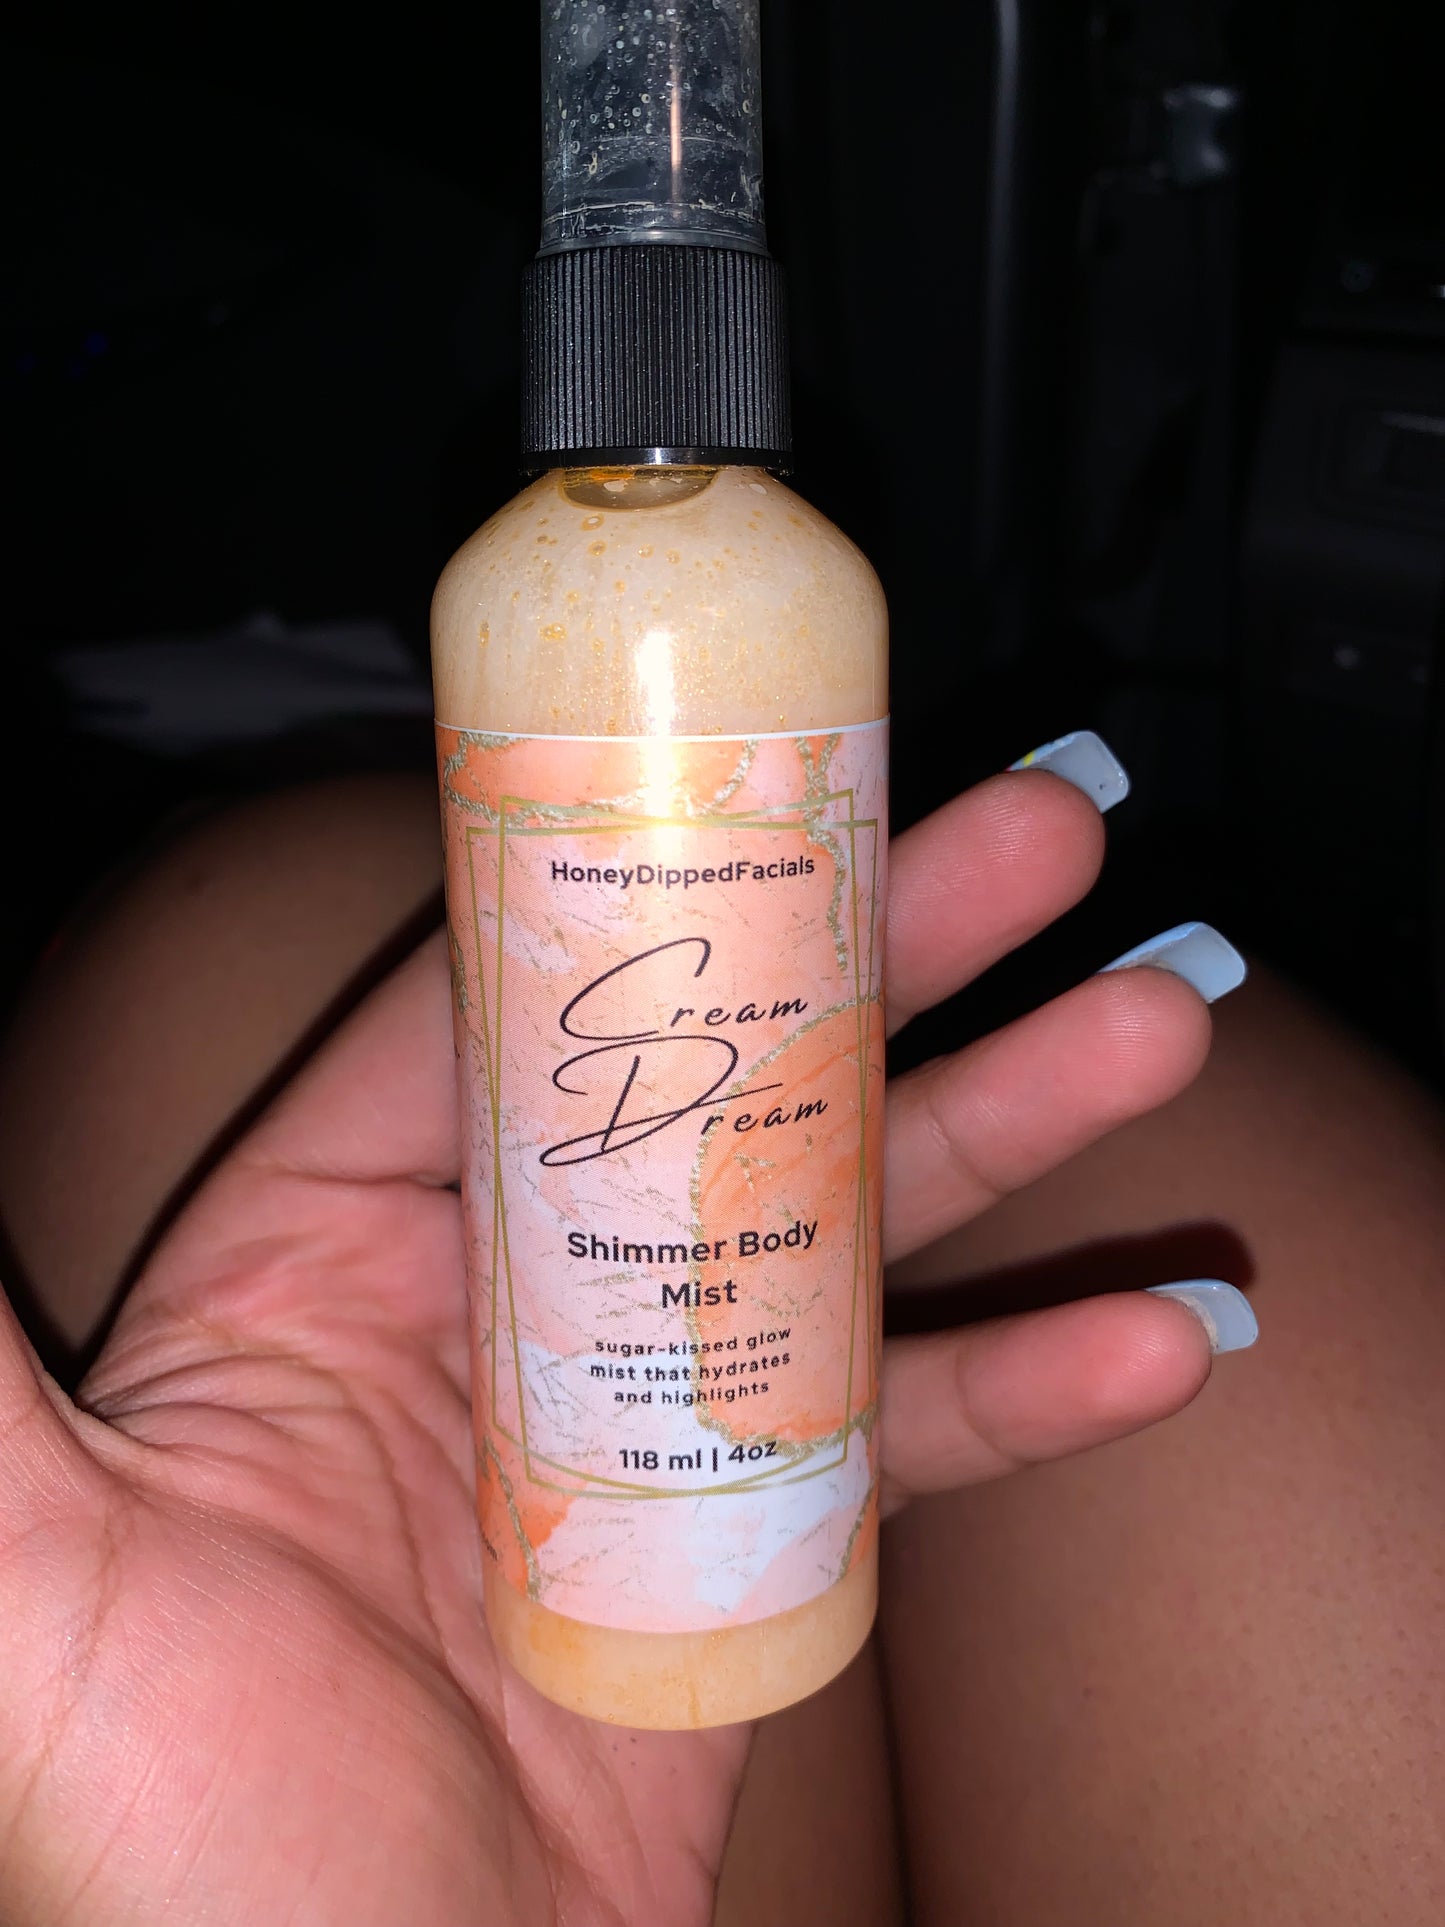 HoneyDippedFacials
Cream
Dream
Shimmer Body
Mist
sugar-kissed glow
mist that hydrates
and highlights
118 ml | 4oz